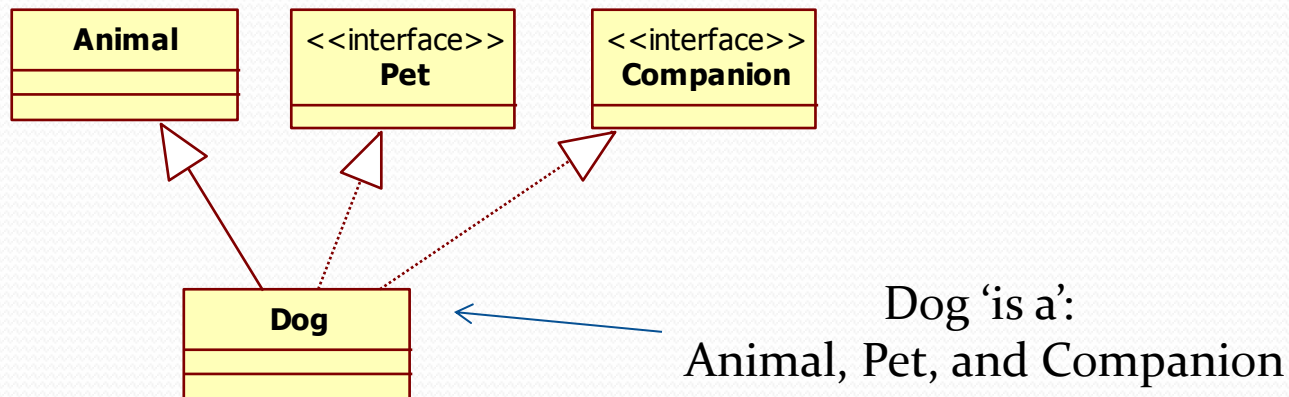 Animal
<<interface>>
Pet
<<interface>>
Companion
Dog
Dog ‘is a’:
Animal, Pet, and Companion